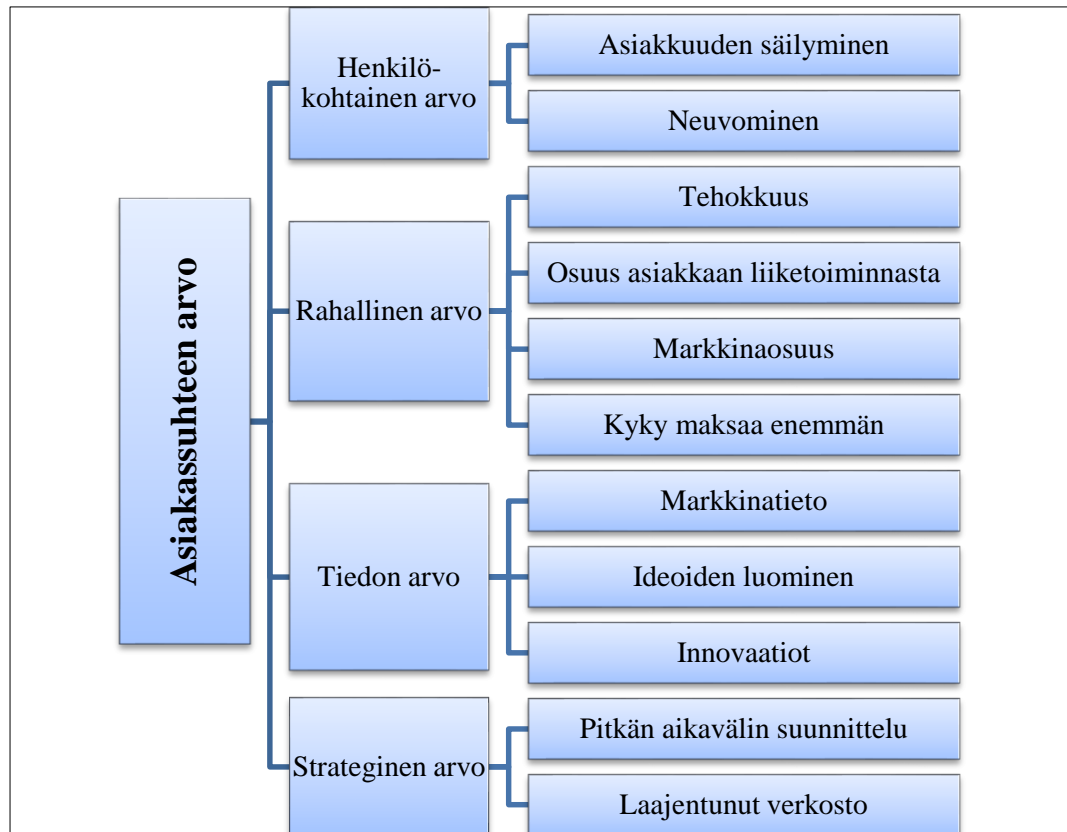 Asiakassuhteen arvo
Henkilö-
kohtainen arvo
Asiakkuuden säilyminen
Neuvominen
Rahallinen arvo
Tehokkuus
Osuus asiakkaan liiketoiminnasta
Markkinaosuus
Kyky maksaa enemmän
Tiedon arvo
Markkinatieto
Ideoiden luominen
Innovaatiot
Strateginen arvo
Pitkän aikavälin suunnittelu
Laajentunut verkosto